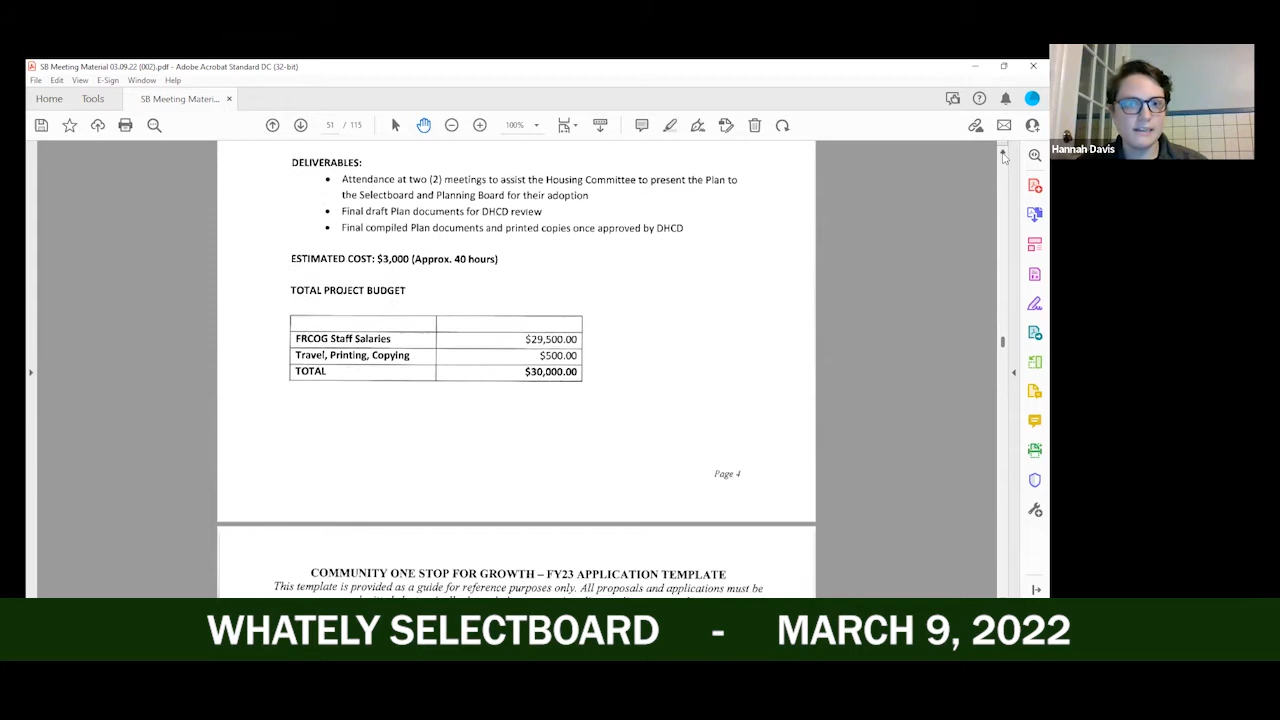 SB Meeting Material 03.09.22 (002).pdf - Adobe Acrobat Standard DC (32-bit)
File Edit View E-Sign Window Help
Home Tools SB Meeting Materi... ×
51 / 115 100%
Hannah Davis
DELIVERABLES:
• Attendance at two (2) meetings to assist the Housing Committee to present the Plan to
the Selectboard and Planning Board for their adoption
• Final draft Plan documents for DHCD review
• Final compiled Plan documents and printed copies once approved by DHCD
ESTIMATED COST: $3,000 (Approx. 40 hours)
TOTAL PROJECT BUDGET
FRCOG Staff Salaries $29,500.00
Travel, Printing, Copying $500.00
TOTAL $30,000.00
Page 4
COMMUNITY ONE STOP FOR GROWTH – FY23 APPLICATION TEMPLATE
This template is provided as a guide for reference purposes only. All proposals and applications must be
WHATELY SELECTBOARD - MARCH 9, 2022